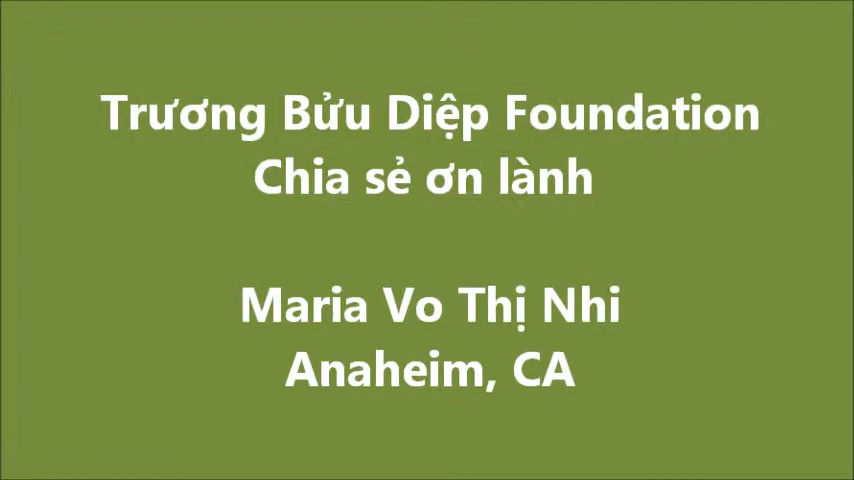 Trương Bửu Diệp Foundation
Chia sẻ ơn lành
Maria Vo Thị Nhi
Anaheim, CA